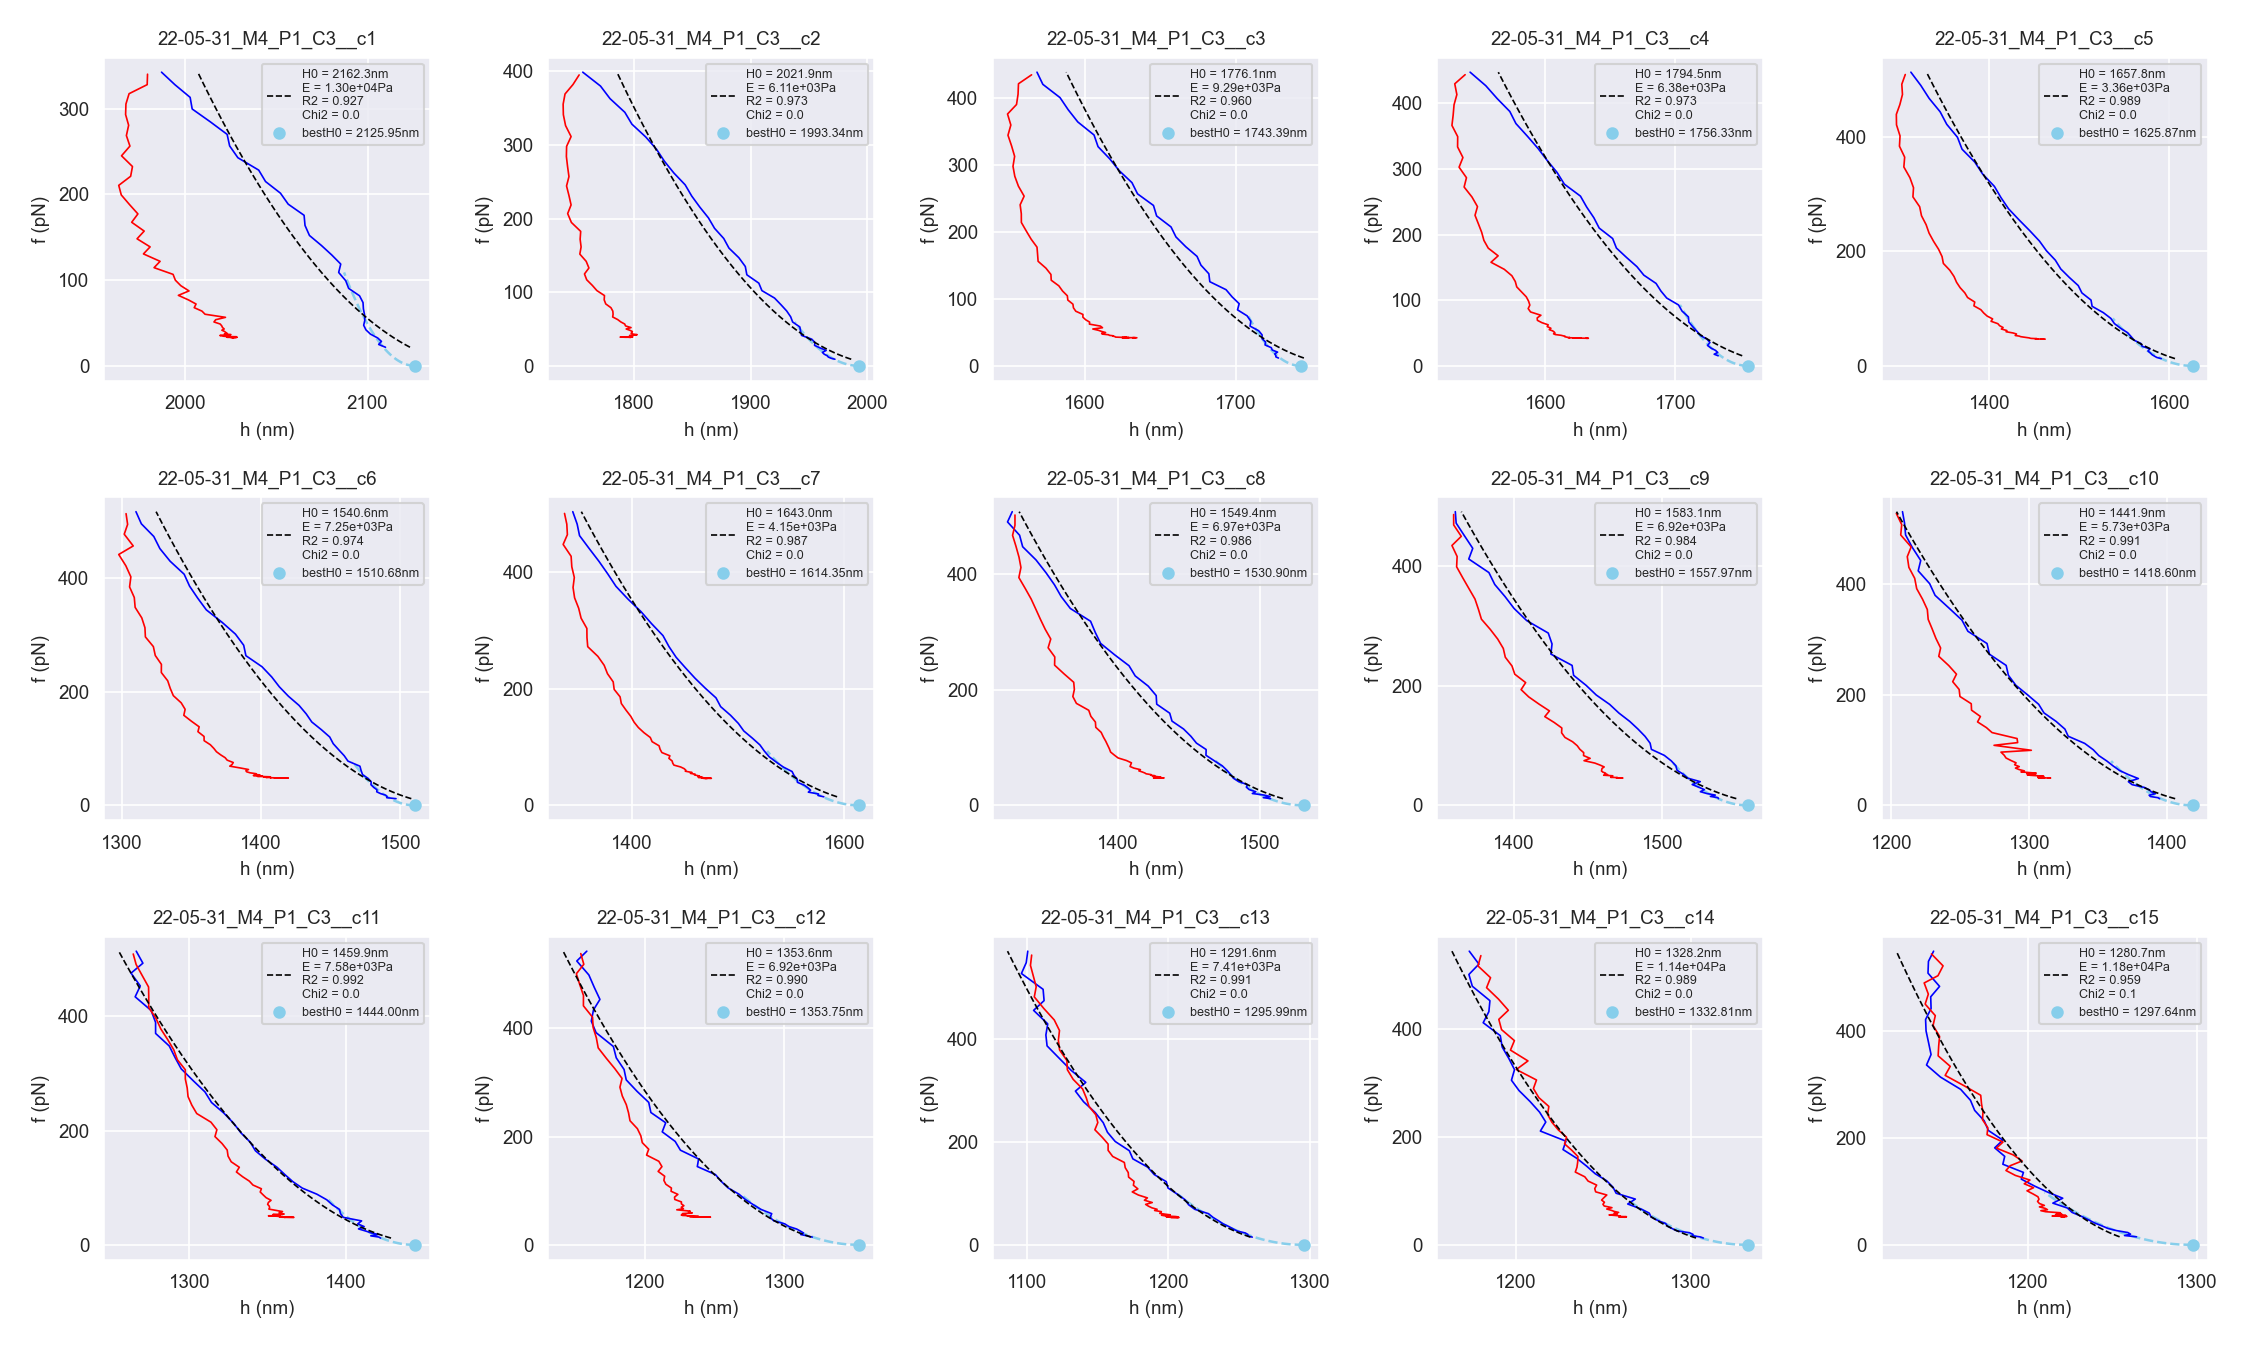 22-05-31_M4_P1_C3__c1
H0 = 2162.3nm
E = 1.30e+04Pa
R2 = 0.927
Chi2 = 0.0
bestH0 = 2125.95nm
f (pN)
300
200
100
0
2000 2100
h (nm)
22-05-31_M4_P1_C3__c2
H0 = 2021.9nm
E = 6.11e+03Pa
R2 = 0.973
Chi2 = 0.0
bestH0 = 1993.34nm
f (pN)
400
300
200
100
0
1800 1900 2000
h (nm)
22-05-31_M4_P1_C3__c3
H0 = 1776.1nm
E = 9.29e+03Pa
R2 = 0.960
Chi2 = 0.0
bestH0 = 1743.39nm
f (pN)
400
300
200
100
0
1600 1700
h (nm)
22-05-31_M4_P1_C3__c4
H0 = 1794.5nm
E = 6.38e+03Pa
R2 = 0.973
Chi2 = 0.0
bestH0 = 1756.33nm
f (pN)
400
300
200
100
0
1600 1700
h (nm)
22-05-31_M4_P1_C3__c5
H0 = 1657.8nm
E = 3.36e+03Pa
R2 = 0.989
Chi2 = 0.0
bestH0 = 1625.87nm
f (pN)
400
200
0
1400 1600
h (nm)
22-05-31_M4_P1_C3__c6
H0 = 1540.6nm
E = 7.25e+03Pa
R2 = 0.974
Chi2 = 0.0
bestH0 = 1510.68nm
f (pN)
400
200
0
1300 1400 1500
h (nm)
22-05-31_M4_P1_C3__c7
H0 = 1643.0nm
E = 4.15e+03Pa
R2 = 0.987
Chi2 = 0.0
bestH0 = 1614.35nm
f (pN)
400
200
0
1400 1600
h (nm)
22-05-31_M4_P1_C3__c8
H0 = 1549.4nm
E = 6.97e+03Pa
R2 = 0.986
Chi2 = 0.0
bestH0 = 1530.90nm
f (pN)
400
200
0
1400 1500
h (nm)
22-05-31_M4_P1_C3__c9
H0 = 1583.1nm
E = 6.92e+03Pa
R2 = 0.984
Chi2 = 0.0
bestH0 = 1557.97nm
f (pN)
400
200
0
1400 1500
h (nm)
22-05-31_M4_P1_C3__c10
H0 = 1441.9nm
E = 5.73e+03Pa
R2 = 0.991
Chi2 = 0.0
bestH0 = 1418.60nm
f (pN)
400
200
0
1200 1300 1400
h (nm)
22-05-31_M4_P1_C3__c11
H0 = 1459.9nm
E = 7.58e+03Pa
R2 = 0.992
Chi2 = 0.0
bestH0 = 1444.00nm
f (pN)
400
200
0
1300 1400
h (nm)
22-05-31_M4_P1_C3__c12
H0 = 1353.6nm
E = 6.92e+03Pa
R2 = 0.990
Chi2 = 0.0
bestH0 = 1353.75nm
f (pN)
400
200
0
1200 1300
h (nm)
22-05-31_M4_P1_C3__c13
H0 = 1291.6nm
E = 7.41e+03Pa
R2 = 0.991
Chi2 = 0.0
bestH0 = 1295.99nm
f (pN)
400
200
0
1100 1200 1300
h (nm)
22-05-31_M4_P1_C3__c14
H0 = 1328.2nm
E = 1.14e+04Pa
R2 = 0.989
Chi2 = 0.0
bestH0 = 1332.81nm
f (pN)
400
200
0
1200 1300
h (nm)
22-05-31_M4_P1_C3__c15
H0 = 1280.7nm
E = 1.18e+04Pa
R2 = 0.959
Chi2 = 0.1
bestH0 = 1297.64nm
f (pN)
400
200
0
1200 1300
h (nm)